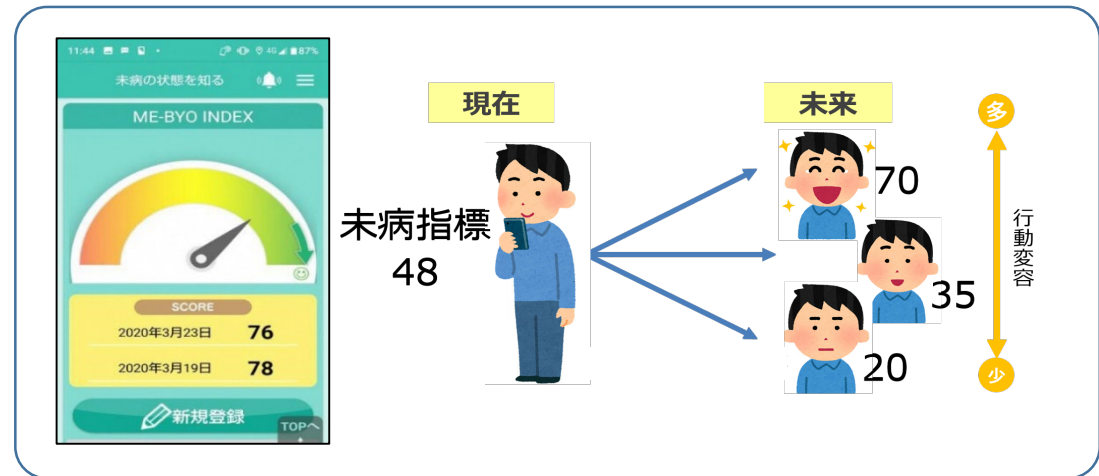 11:44
4G 87%
未病の状態を知る
ME-BYO INDEX
SCORE
2020年3月23日 76
2020年3月19日 78
新規登録
TOPへ
現在
未病指標
48
未来
70
35
20
多
行動変容
少